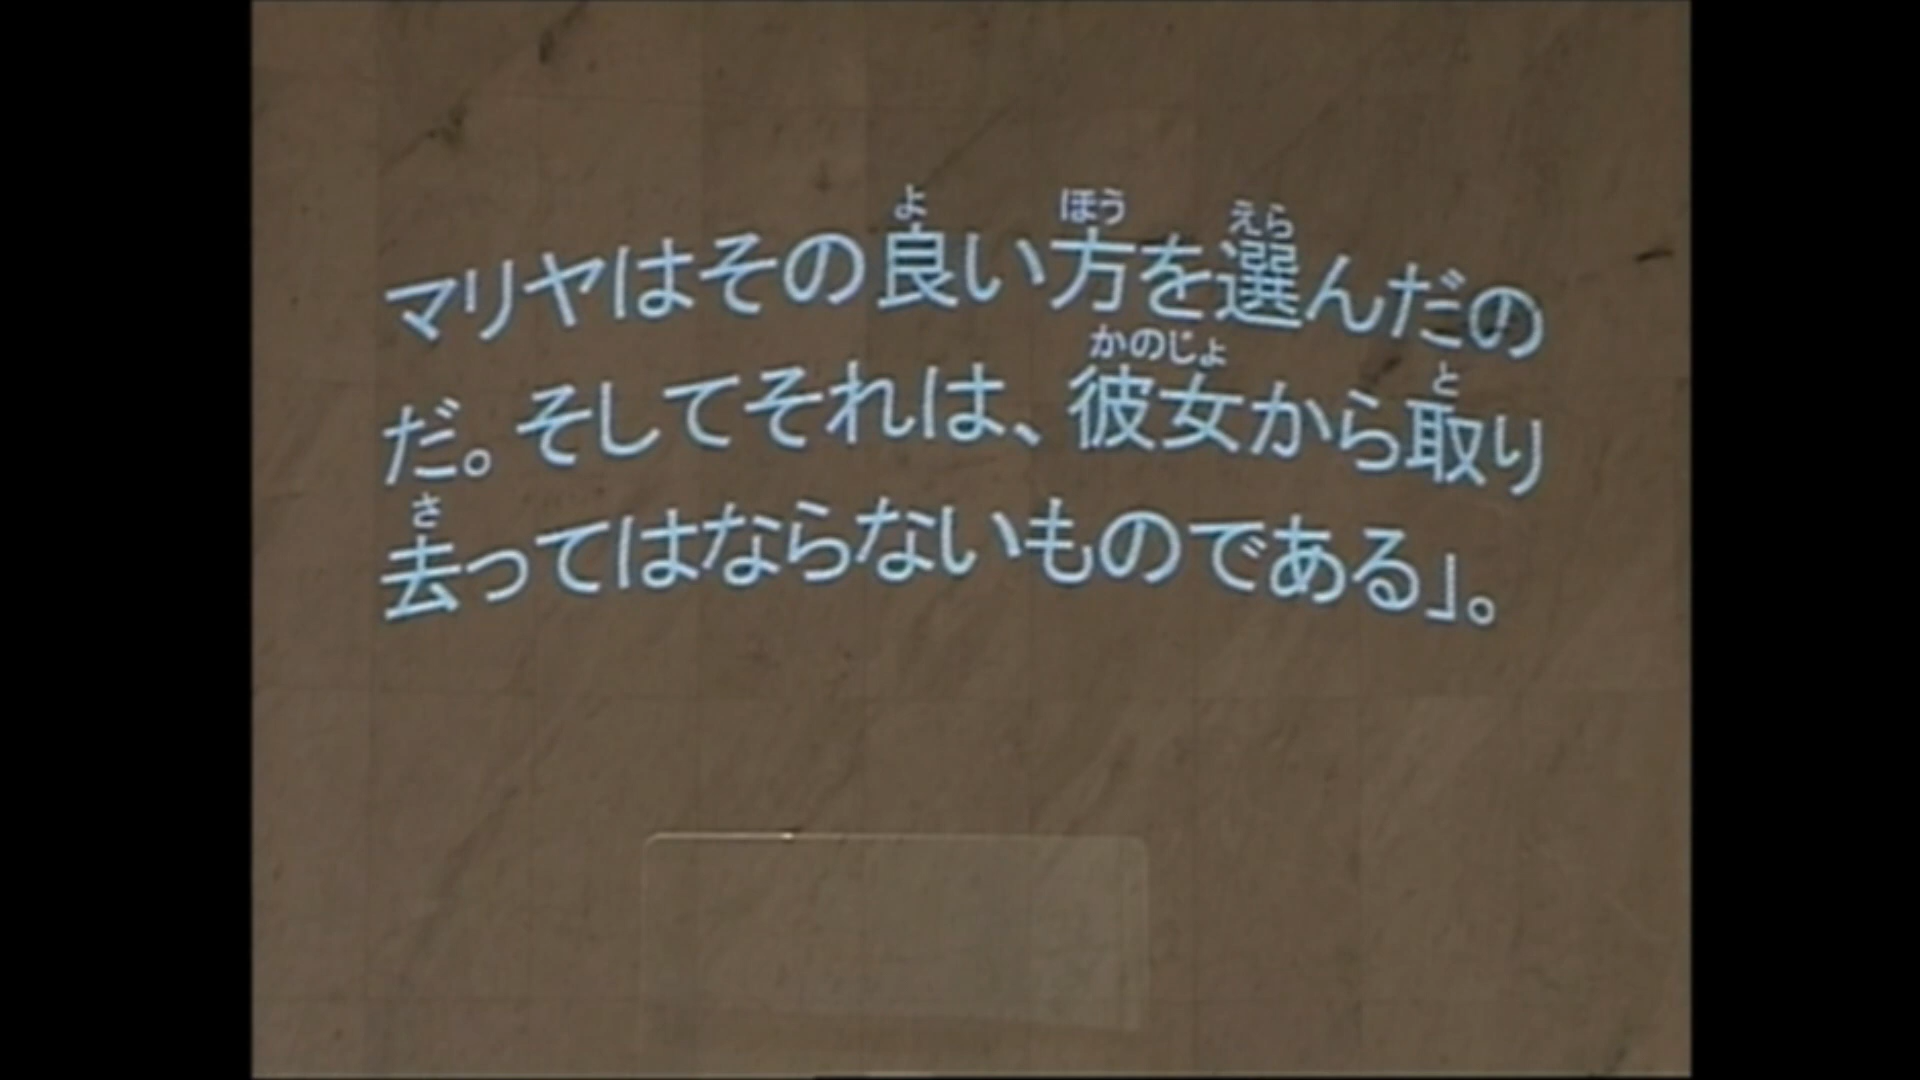 マリヤはその良い方を選んだの
だ。そしてそれは、彼女から取り
去ってはならないものである」。